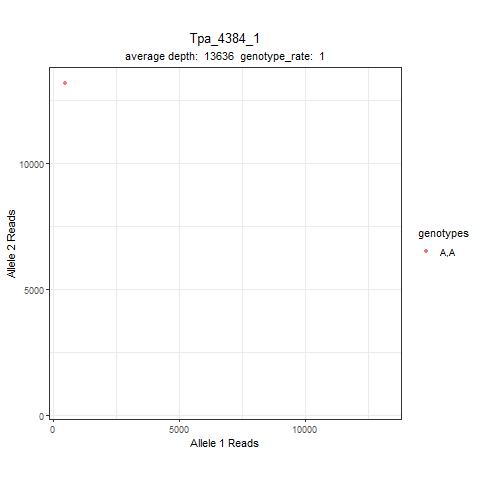 Tpa_4384_1
average depth:  13636  genotype_rate:  1
Allele 2 Reads
10000
5000
0
0
5000
10000
Allele 1 Reads
genotypes
A,A